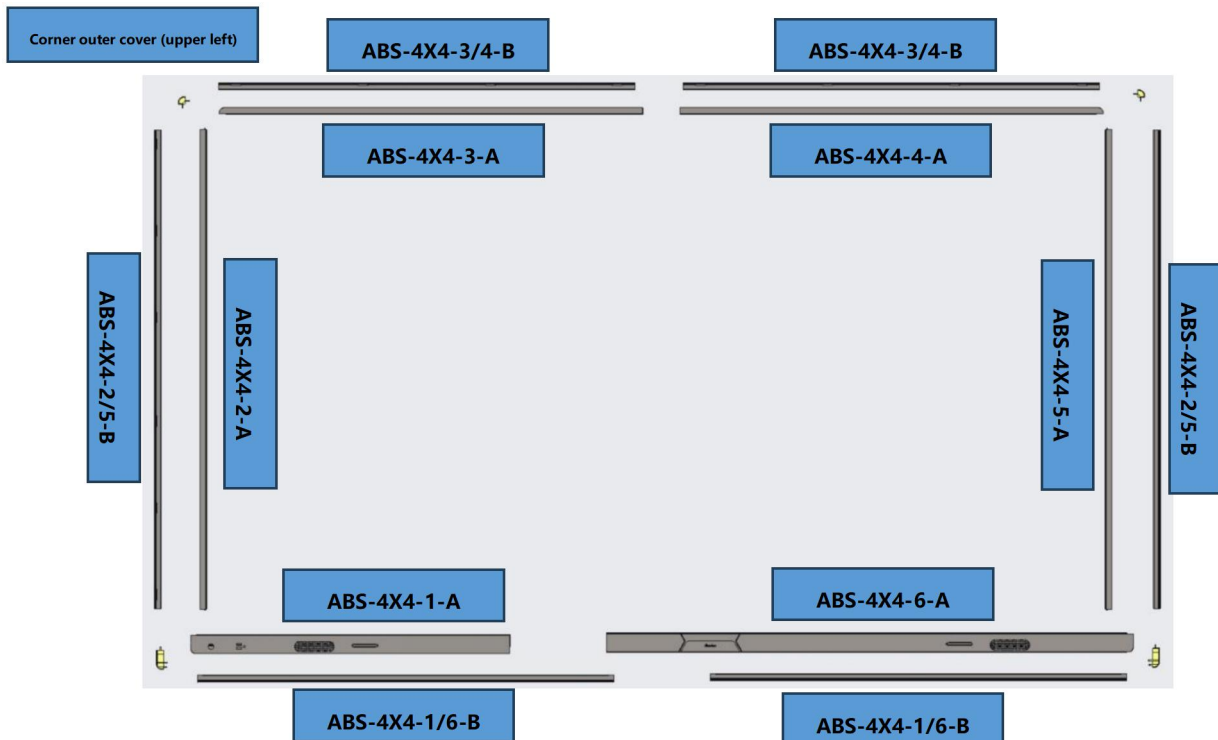 Corner outer cover (upper left)
ABS-4X4-3/4-B
ABS-4X4-3/4-B
ABS-4X4-3-A
ABS-4X4-4-A
ABS-4X4-2/5-B
ABS-4X4-2-A
ABS-4X4-5-A
ABS-4X4-2/5-B
ABS-4X4-1-A
ABS-4X4-6-A
ABS-4X4-1/6-B
ABS-4X4-1/6-B